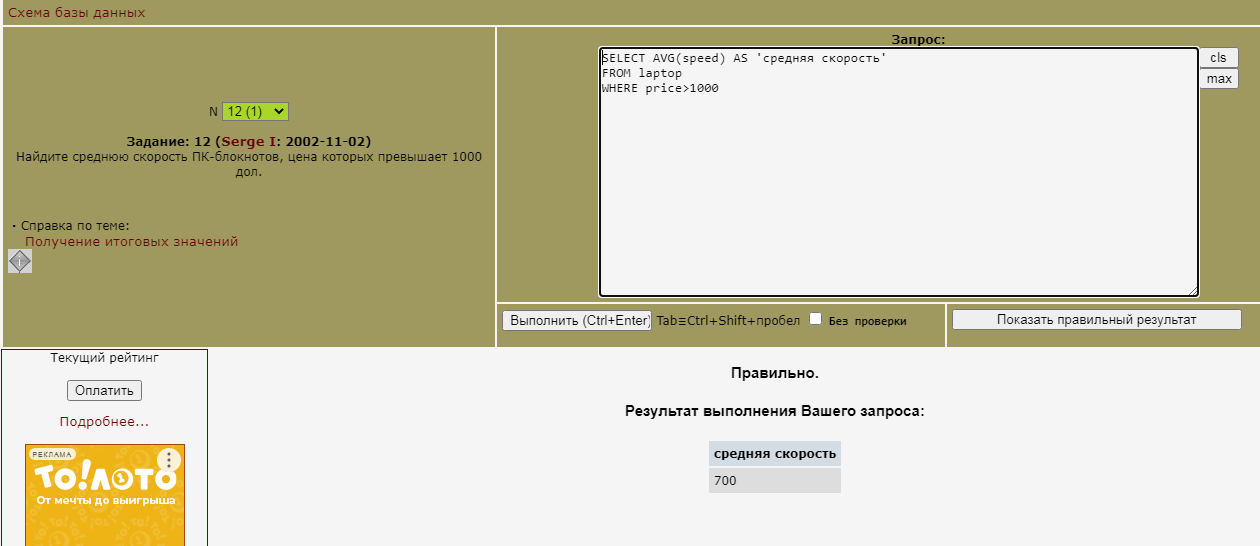 Схема базы данных
N 12 (1)
Задание: 12 (Serge I: 2002-11-02)
Найдите среднюю скорость ПК-блокнотов, цена которых превышает 1000
дол.
· Справка по теме:
Получение итоговых значений
Запрос:
SELECT AVG(speed) AS 'средняя скорость'
FROM laptop
WHERE price>1000
cls
max
Выполнить (Ctrl+Enter) Tab≡Ctrl+Shift+пробел Без проверки
Показать правильный результат
Текущий рейтинг
Оплатить
Подробнее...
РЕКЛАМА
ТО!ЛОТО
От мечты до выигрыша
Правильно.
Результат выполнения Вашего запроса:
средняя скорость
700